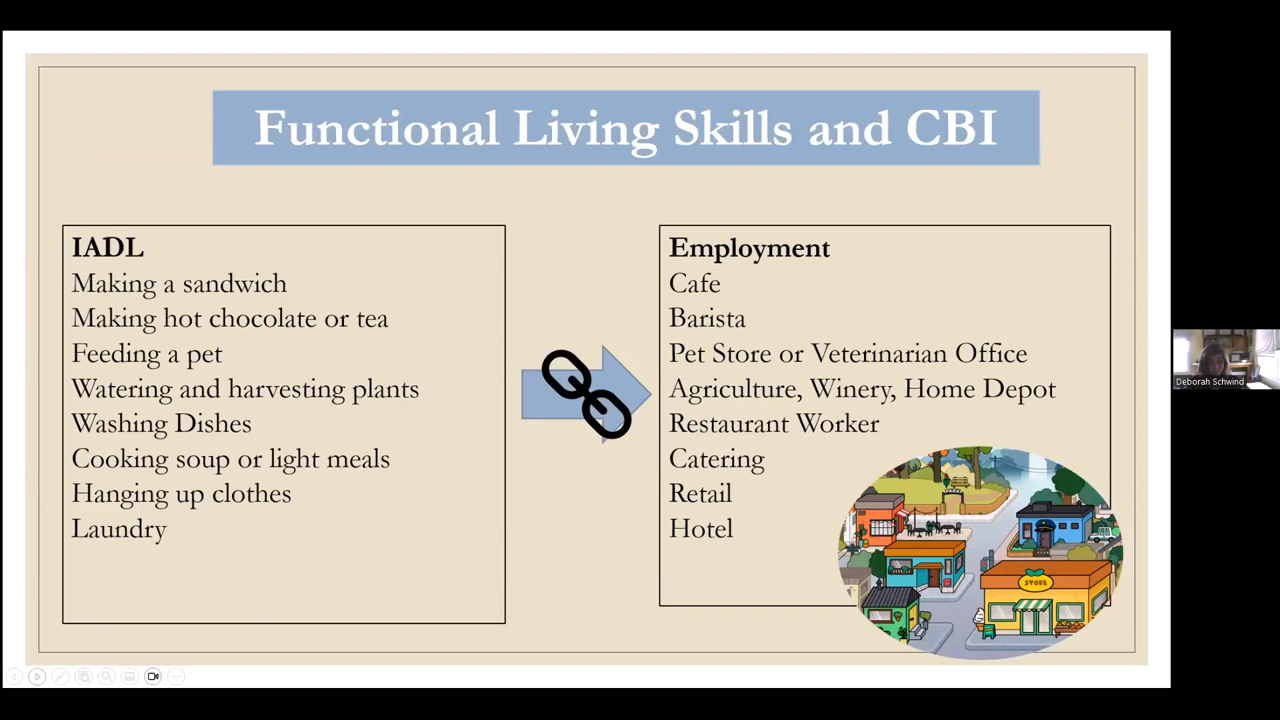 Functional Living Skills and CBI
IADL
Making a sandwich
Making hot chocolate or tea
Feeding a pet
Watering and harvesting plants
Washing Dishes
Cooking soup or light meals
Hanging up clothes
Laundry
Employment
Cafe
Barista
Pet Store or Veterinarian Office
Agriculture, Winery, Home Depot
Restaurant Worker
Catering
Retail
Hotel
PARK
STORE
Deborah Schwind